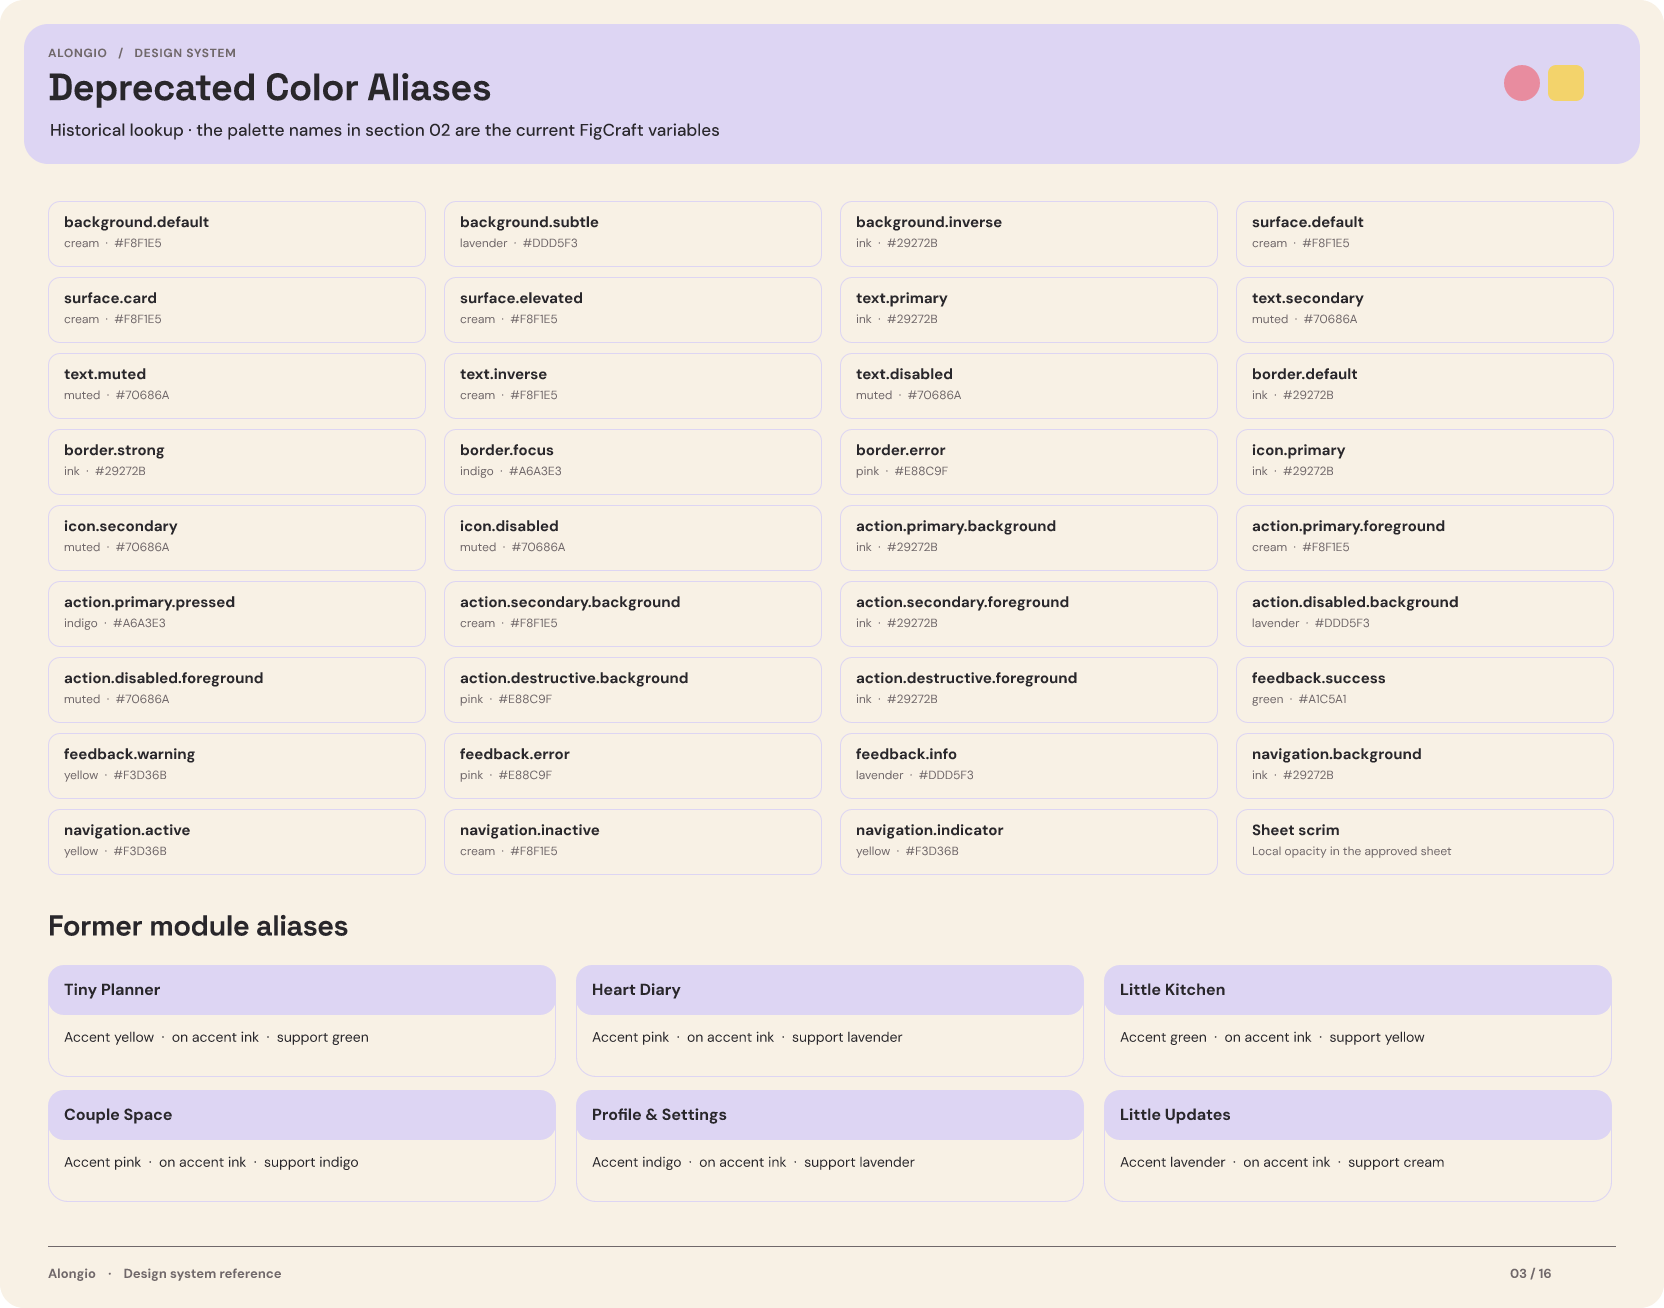 ALONGIO / DESIGN SYSTEM
Deprecated Color Aliases
Historical lookup · the palette names in section 02 are the current FigCraft variables
background.default
cream · #F8F1E5
background.subtle
lavender · #DDD5F3
background.inverse
ink · #29272B
surface.default
cream · #F8F1E5
surface.card
cream · #F8F1E5
surface.elevated
cream · #F8F1E5
text.primary
ink · #29272B
text.secondary
muted · #70686A
text.muted
muted · #70686A
text.inverse
cream · #F8F1E5
text.disabled
muted · #70686A
border.default
ink · #29272B
border.strong
ink · #29272B
border.focus
indigo · #A6A3E3
border.error
pink · #E88C9F
icon.primary
ink · #29272B
icon.secondary
muted · #70686A
icon.disabled
muted · #70686A
action.primary.background
ink · #29272B
action.primary.foreground
cream · #F8F1E5
action.primary.pressed
indigo · #A6A3E3
action.secondary.background
cream · #F8F1E5
action.secondary.foreground
ink · #29272B
action.disabled.background
lavender · #DDD5F3
action.disabled.foreground
muted · #70686A
action.destructive.background
pink · #E88C9F
action.destructive.foreground
ink · #29272B
feedback.success
green · #A1C5A1
feedback.warning
yellow · #F3D36B
feedback.error
pink · #E88C9F
feedback.info
lavender · #DDD5F3
navigation.background
ink · #29272B
navigation.active
yellow · #F3D36B
navigation.inactive
cream · #F8F1E5
navigation.indicator
yellow · #F3D36B
Sheet scrim
Local opacity in the approved sheet
Former module aliases
Tiny Planner
Accent yellow · on accent ink · support green
Heart Diary
Accent pink · on accent ink · support lavender
Little Kitchen
Accent green · on accent ink · support yellow
Couple Space
Accent pink · on accent ink · support indigo
Profile & Settings
Accent indigo · on accent ink · support lavender
Little Updates
Accent lavender · on accent ink · support cream
Alongio · Design system reference
03 / 16